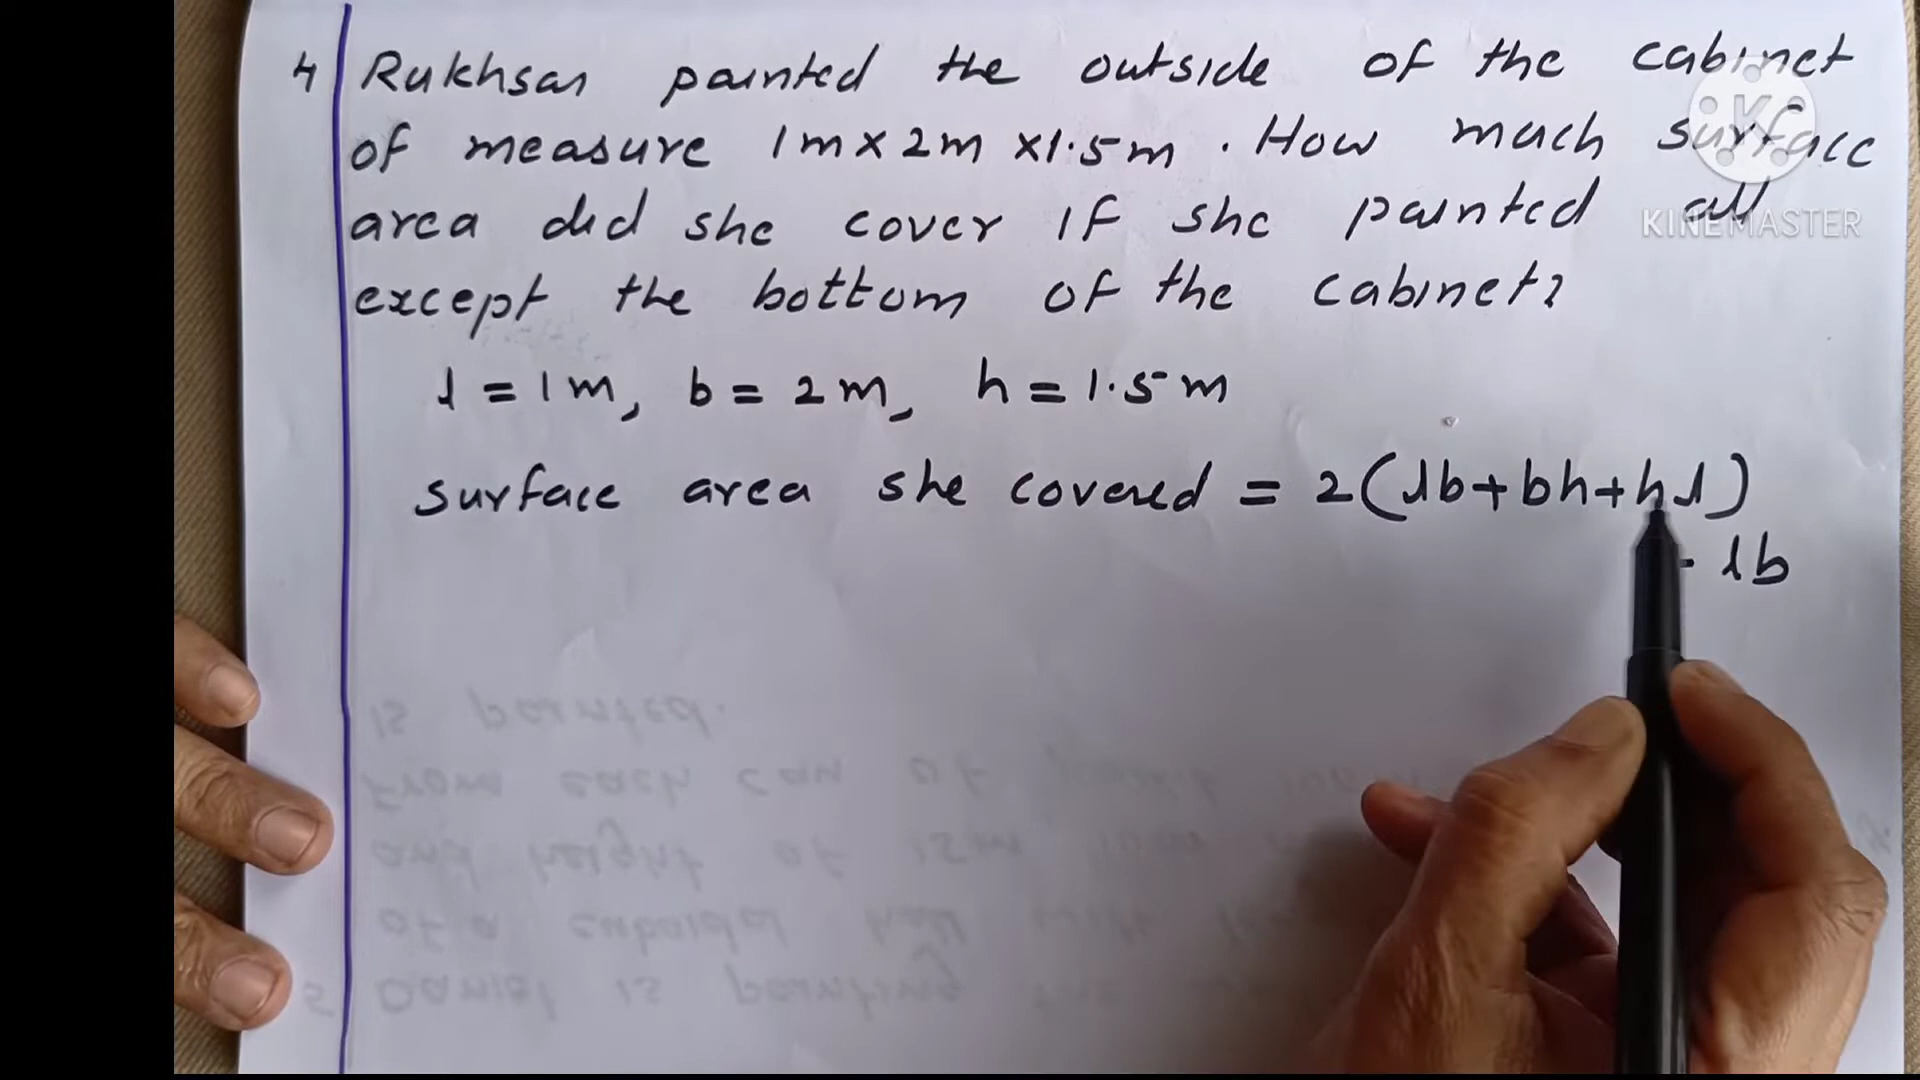 4 Rukhsar painted the outside of the cabinet
of measure 1m x 2m x 1.5m. How much surface
area did she cover if she painted all
except the bottom of the cabinet?
KINEMASTER
l = 1m, b = 2m, h = 1.5m
surface area she covered = 2(lb+bh+hl)
- lb